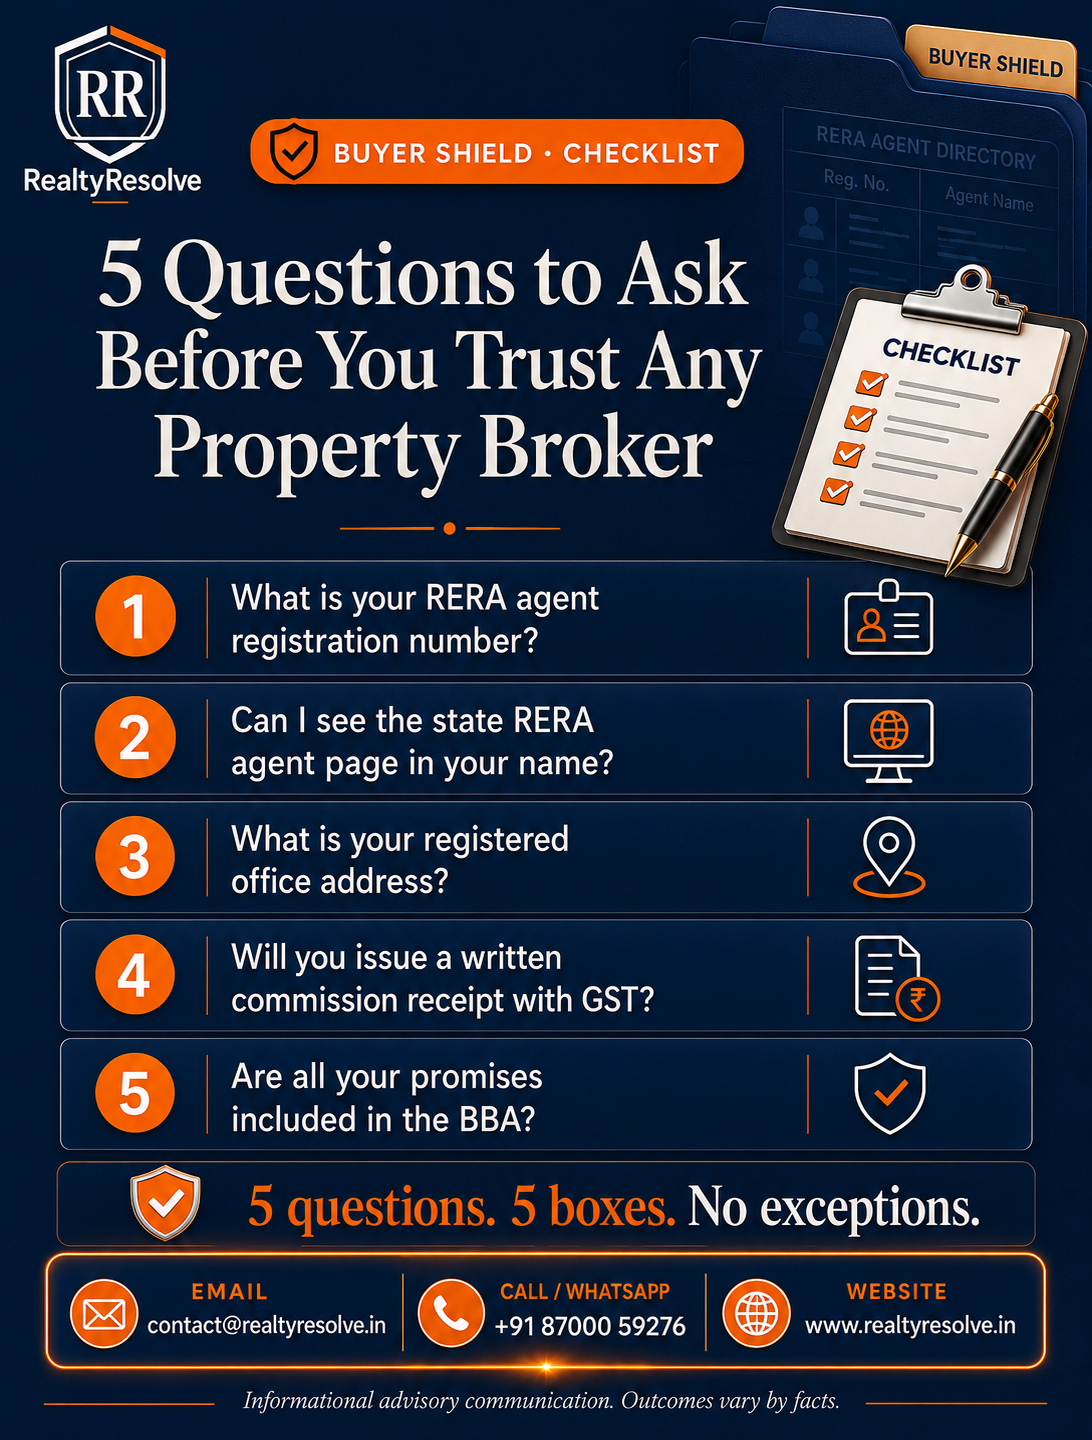 RR
RealtyResolve
BUYER SHIELD
RERA AGENT DIRECTORY
Reg. No.
Agent Name
BUYER SHIELD · CHECKLIST
5 Questions to Ask
Before You Trust Any
Property Broker
CHECKLIST
1
What is your RERA agent
registration number?
2
Can I see the state RERA
agent page in your name?
3
What is your registered
office address?
4
Will you issue a written
commission receipt with GST?
₹
5
Are all your promises
included in the BBA?
5 questions. 5 boxes. No exceptions.
EMAIL
contact@realtyresolve.in
CALL / WHATSAPP
+91 87000 59276
WEBSITE
www.realtyresolve.in
Informational advisory communication. Outcomes vary by facts.